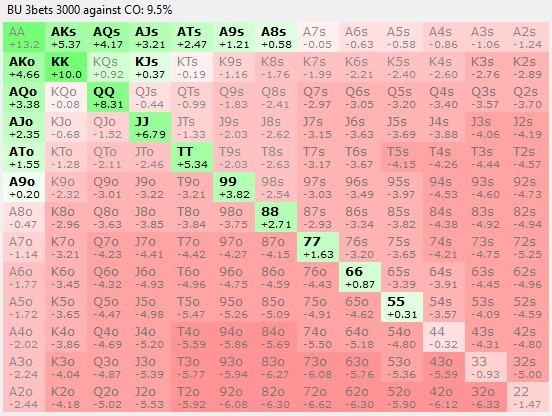 BU 3bets 3000 against CO: 9.5%
AA AKs AQs AJs ATs A9s A8s A7s A6s A5s A4s A3s A2s
+13.2 +5.37 +4.17 +3.21 +2.47 +1.21 +0.58 -0.05 -0.63 -0.58 -0.86 -1.06 -1.24
AKo KK KQs KJs KTs K9s K8s K7s K6s K5s K4s K3s K2s
+4.66 +10.0 +0.92 +0.37 -0.19 -1.16 -1.76 -1.99 -2.21 -2.40 -2.60 -2.76 -2.89
AQo KQo QQ QJs QTs Q9s Q8s Q7s Q6s Q5s Q4s Q3s Q2s
+3.38 -0.08 +8.31 -0.44 -0.99 -1.83 -2.41 -2.97 -3.05 -3.20 -3.40 -3.57 -3.70
AJo KJo QJo JJ JTs J9s J8s J7s J6s J5s J4s J3s J2s
+2.35 -0.68 -1.52 +6.79 -1.33 -2.03 -2.62 -3.15 -3.63 -3.69 -3.88 -4.06 -4.19
ATo KTo QTo JTo TT T9s T8s T7s T6s T5s T4s T3s T2s
+1.55 -1.28 -2.11 -2.46 +5.34 -2.03 -2.63 -3.17 -3.67 -4.15 -4.26 -4.44 -4.57
A9o K9o Q9o J9o T9o 99 98s 97s 96s 95s 94s 93s 92s
+0.20 -2.32 -3.01 -3.22 -3.21 +3.82 -2.54 -3.03 -3.49 -3.97 -4.53 -4.60 -4.73
A8o K8o Q8o J8o T8o 98o 88 87s 86s 85s 84s 83s 82s
-0.47 -2.96 -3.63 -3.85 -3.84 -3.75 +2.71 -2.93 -3.34 -3.82 -4.38 -4.92 -4.94
A7o K7o Q7o J7o T7o 97o 87o 77 76s 75s 74s 73s 72s
-1.14 -3.21 -4.23 -4.41 -4.42 -4.27 -4.15 +1.63 -3.20 -3.65 -4.21 -4.75 -5.25
A6o K6o Q6o J6o T6o 96o 86o 76o 66 65s 64s 63s 62s
-1.77 -3.45 -4.32 -4.93 -4.96 -4.75 -4.59 -4.43 +0.87 -3.39 -3.91 -4.45 -4.96
A5o K5o Q5o J5o T5o 95o 85o 75o 65o 55 54s 53s 52s
-1.72 -3.65 -4.47 -4.98 -5.47 -5.26 -5.09 -4.91 -4.62 +0.31 -3.57 -4.09 -4.59
A4o K4o Q4o J4o T4o 94o 84o 74o 64o 54o 44 43s 42s
-2.02 -3.86 -4.69 -5.20 -5.59 -5.86 -5.69 -5.50 -5.18 -4.80 -0.32 -4.31 -4.80
A3o K3o Q3o J3o T3o 93o 83o 73o 63o 53o 43o 33 32s
-2.24 -4.04 -4.87 -5.39 -5.77 -5.94 -6.27 -6.08 -5.76 -5.36 -5.59 -0.93 -5.00
A2o K2o Q2o J2o T2o 92o 82o 72o 62o 52o 42o 32o 22
-2.44 -4.18 -5.02 -5.53 -5.92 -6.08 -6.30 -6.62 -6.30 -5.90 -6.12 -6.33 -1.47